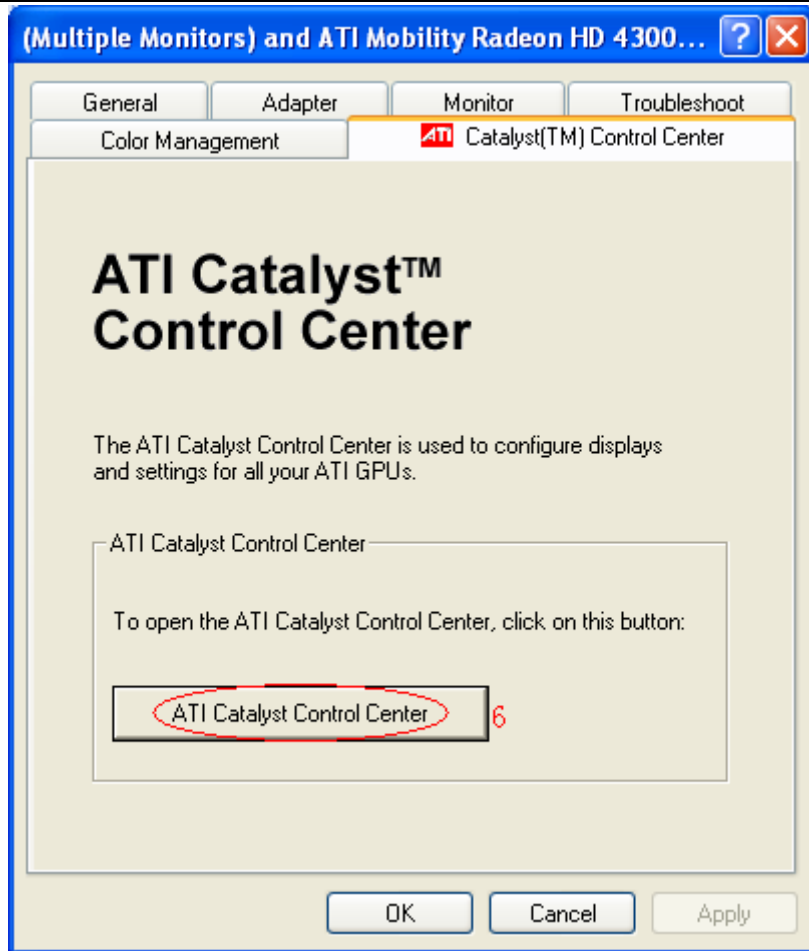 (Multiple Monitors) and ATI Mobility Radeon HD 4300...
General Adapter Monitor Troubleshoot
Color Management ATI Catalyst(TM) Control Center
ATI Catalyst™
Control Center
The ATI Catalyst Control Center is used to configure displays
and settings for all your ATI GPUs.
ATI Catalyst Control Center
To open the ATI Catalyst Control Center, click on this button:
ATI Catalyst Control Center 6
OK Cancel Apply